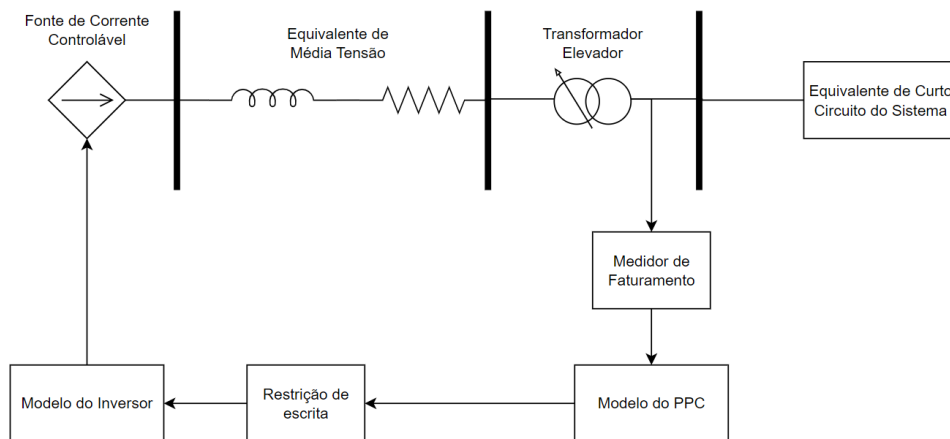 Fonte de Corrente
Controlável
Equivalente de
Média Tensão
Transformador
Elevador
Equivalente de Curto
Circuito do Sistema
Medidor de
Faturamento
Modelo do Inversor
Restrição de
escrita
Modelo do PPC